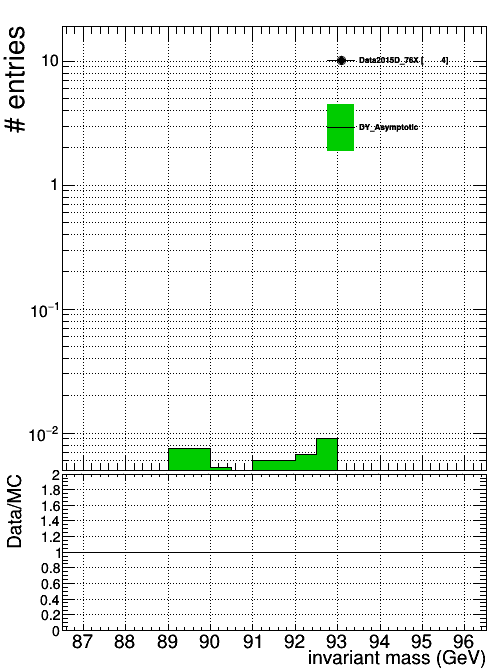 # entries
10
Data2015D_76X [ 4]
DY_Asymptotic
1
10−1
10−2
Data/MC
2
1.8
1.6
1.4
1.2
1
0.8
0.6
0.4
0.2
0
87 88 89 90 91 92 93 94 95 96
invariant mass (GeV)